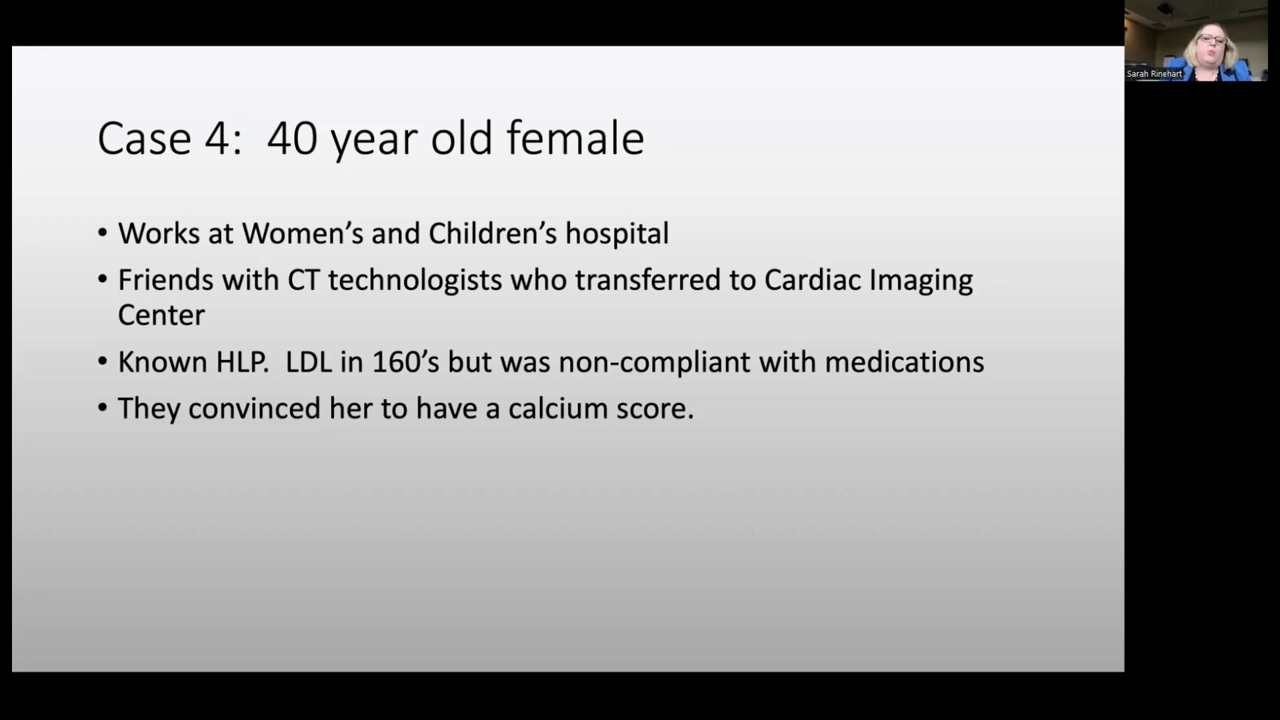 Case 4:  40 year old female
• Works at Women’s and Children’s hospital
• Friends with CT technologists who transferred to Cardiac Imaging
Center
• Known HLP.  LDL in 160’s but was non-compliant with medications
• They convinced her to have a calcium score.
Sarah Rinehart